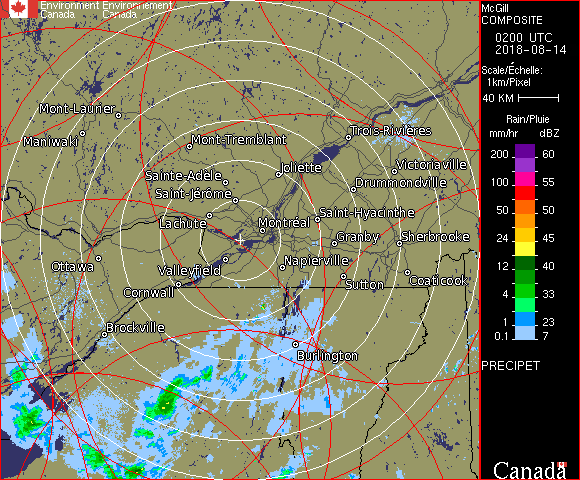 Environment Environnement
Canada Canada
McGill
COMPOSITE
0200 UTC
2018-08-14
Scale/Échelle:
1km/Pixel
40 KM
Rain/Pluie
mm/hr dBZ
200 60
150 57
100 55
50 50
24 45
12 40
4 33
1 23
0.1 7
PRECIPET
Canada
Mont-Laurier
Maniwaki
Mont-Tremblant
Trois-Rivières
Sainte-Adèle
Joliette
Victoriaville
Saint-Jérôme
Drummondville
Lachute
Montréal
Saint-Hyacinthe
Granby
Sherbrooke
Ottawa
Valleyfield
Napierville
Cornwall
Sutton
Coaticook
Brockville
Burlington